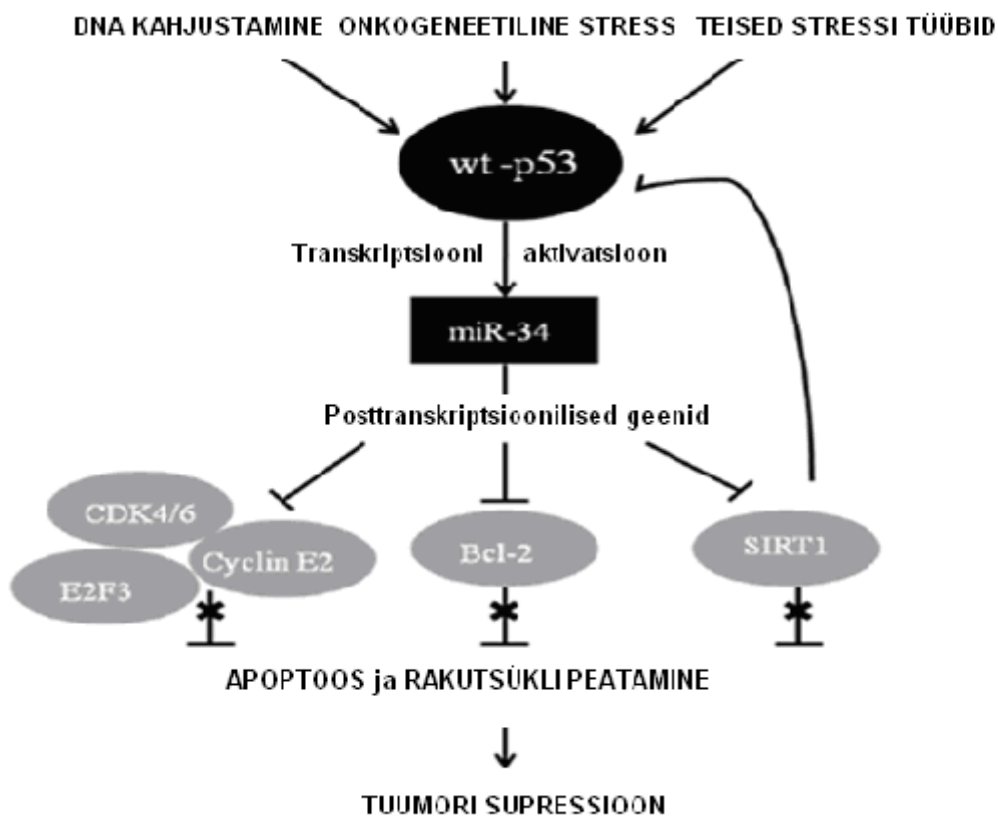 DNA KAHJUSTAMINE ONKOGENEETILINE STRESS TEISED STRESSI TÜÜBID
wt-p53
Transkriptsiooni aktivatsioon
miR-34
Posttranskriptsioonilised geenid
CDK4/6
Cyclin E2
E2F3
Bcl-2
SIRT1
APOPTOOS ja RAKUTSÜKLI PEATAMINE
TUUMORI SUPRESSIOON